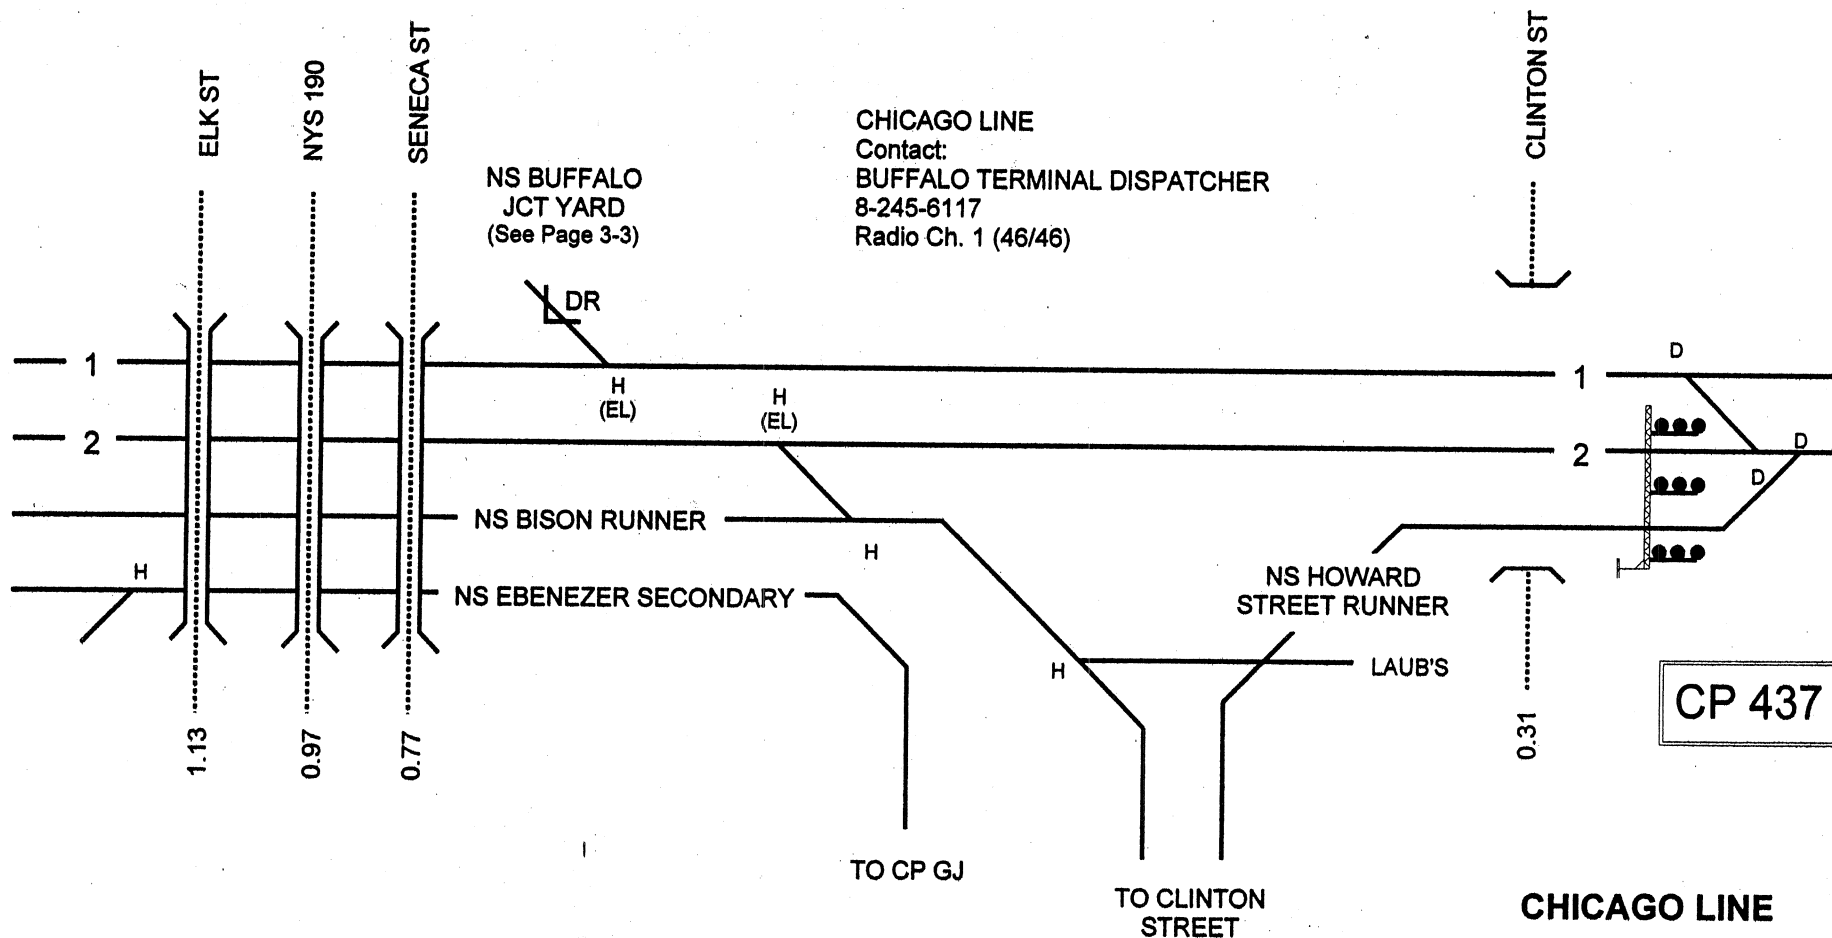 ELK ST
NYS 190
SENECA ST
CLINTON ST
NS BUFFALO
JCT YARD
(See Page 3-3)
CHICAGO LINE
Contact:
BUFFALO TERMINAL DISPATCHER
8-245-6117
Radio Ch. 1 (46/46)
DR
1
H
(EL)
H
(EL)
1
D
2
2
D
D
NS BISON RUNNER
H
H
NS EBENEZER SECONDARY
NS HOWARD
STREET RUNNER
H
LAUB'S
1.13
0.97
0.77
0.31
CP 437
TO CP GJ
TO CLINTON
STREET
CHICAGO LINE